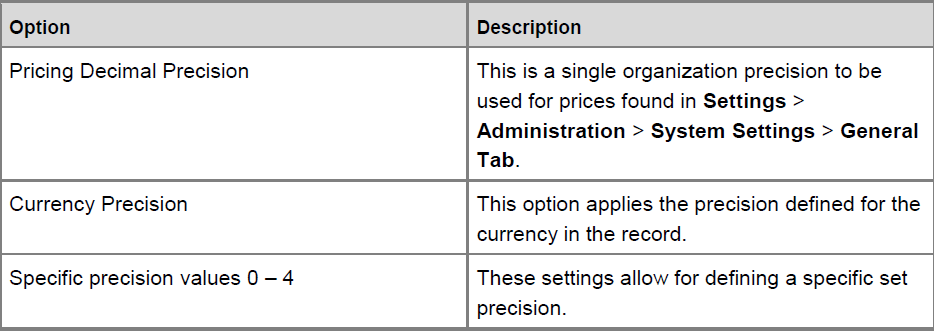 Option
Description
Pricing Decimal Precision
This is a single organization precision to be
used for prices found in Settings >
Administration > System Settings > General
Tab.
Currency Precision
This option applies the precision defined for the
currency in the record.
Specific precision values 0 – 4
These settings allow for defining a specific set
precision.